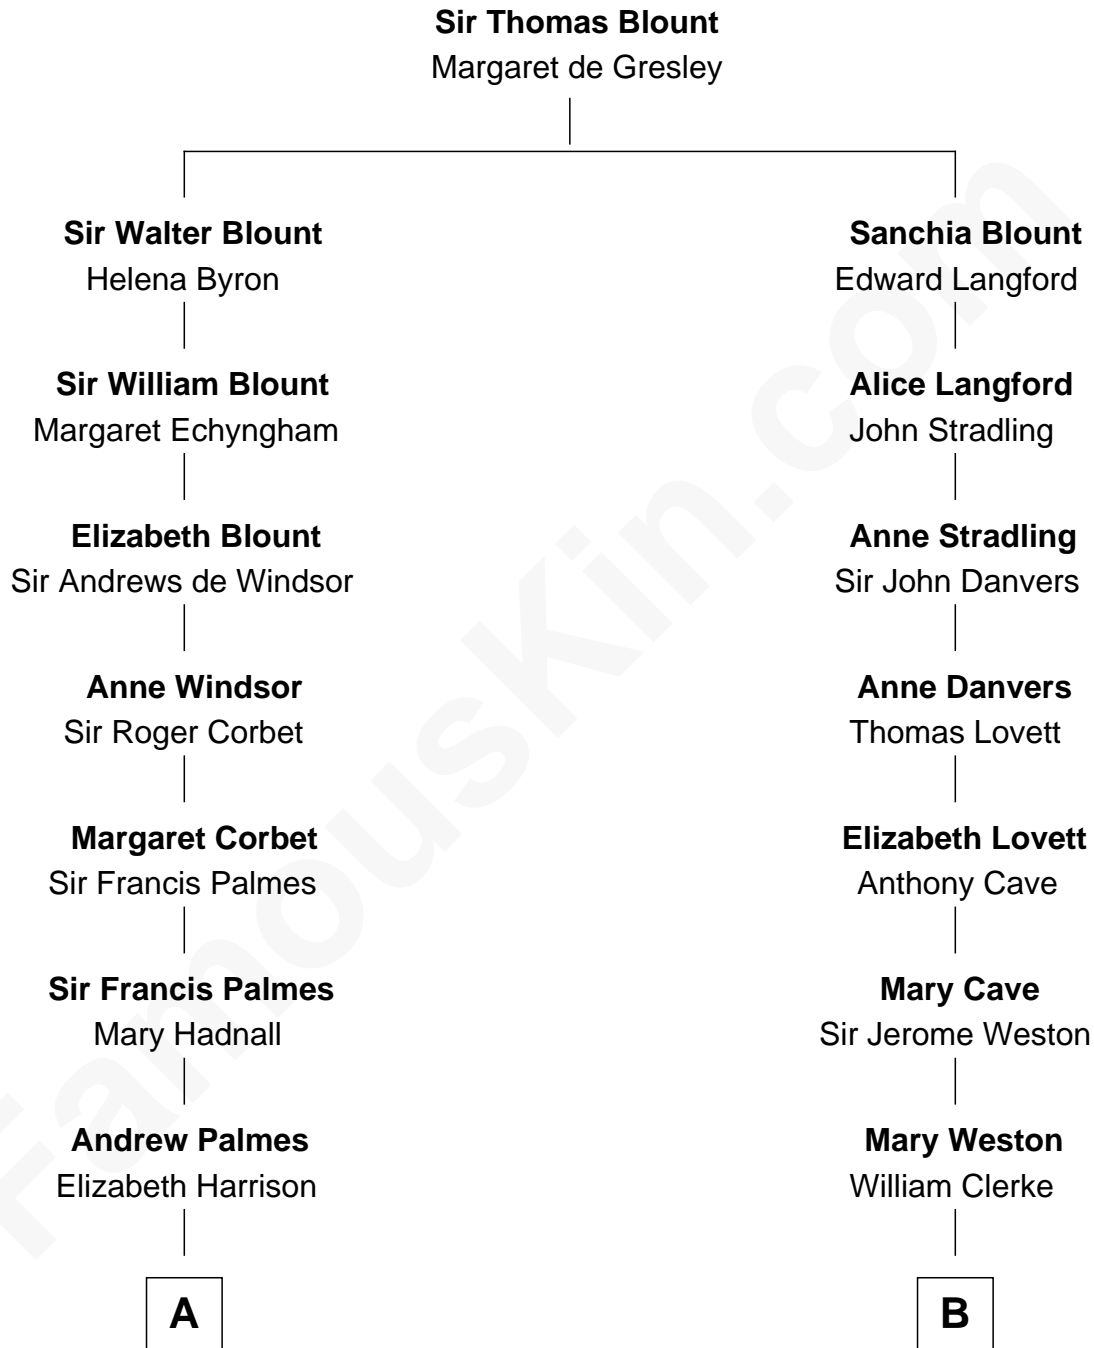 Sir Thomas Blount
Margaret de Gresley
Sir Walter Blount
Helena Byron
Sanchia Blount
Edward Langford
Sir William Blount
Margaret Echyngham
Alice Langford
John Stradling
Elizabeth Blount
Sir Andrews de Windsor
Anne Stradling
Sir John Danvers
Anne Windsor
Sir Roger Corbet
Anne Danvers
Thomas Lovett
Margaret Corbet
Sir Francis Palmes
Elizabeth Lovett
Anthony Cave
Sir Francis Palmes
Mary Hadnall
Mary Cave
Sir Jerome Weston
Andrew Palmes
Elizabeth Harrison
Mary Weston
William Clerke
A
B
FamousKin.com